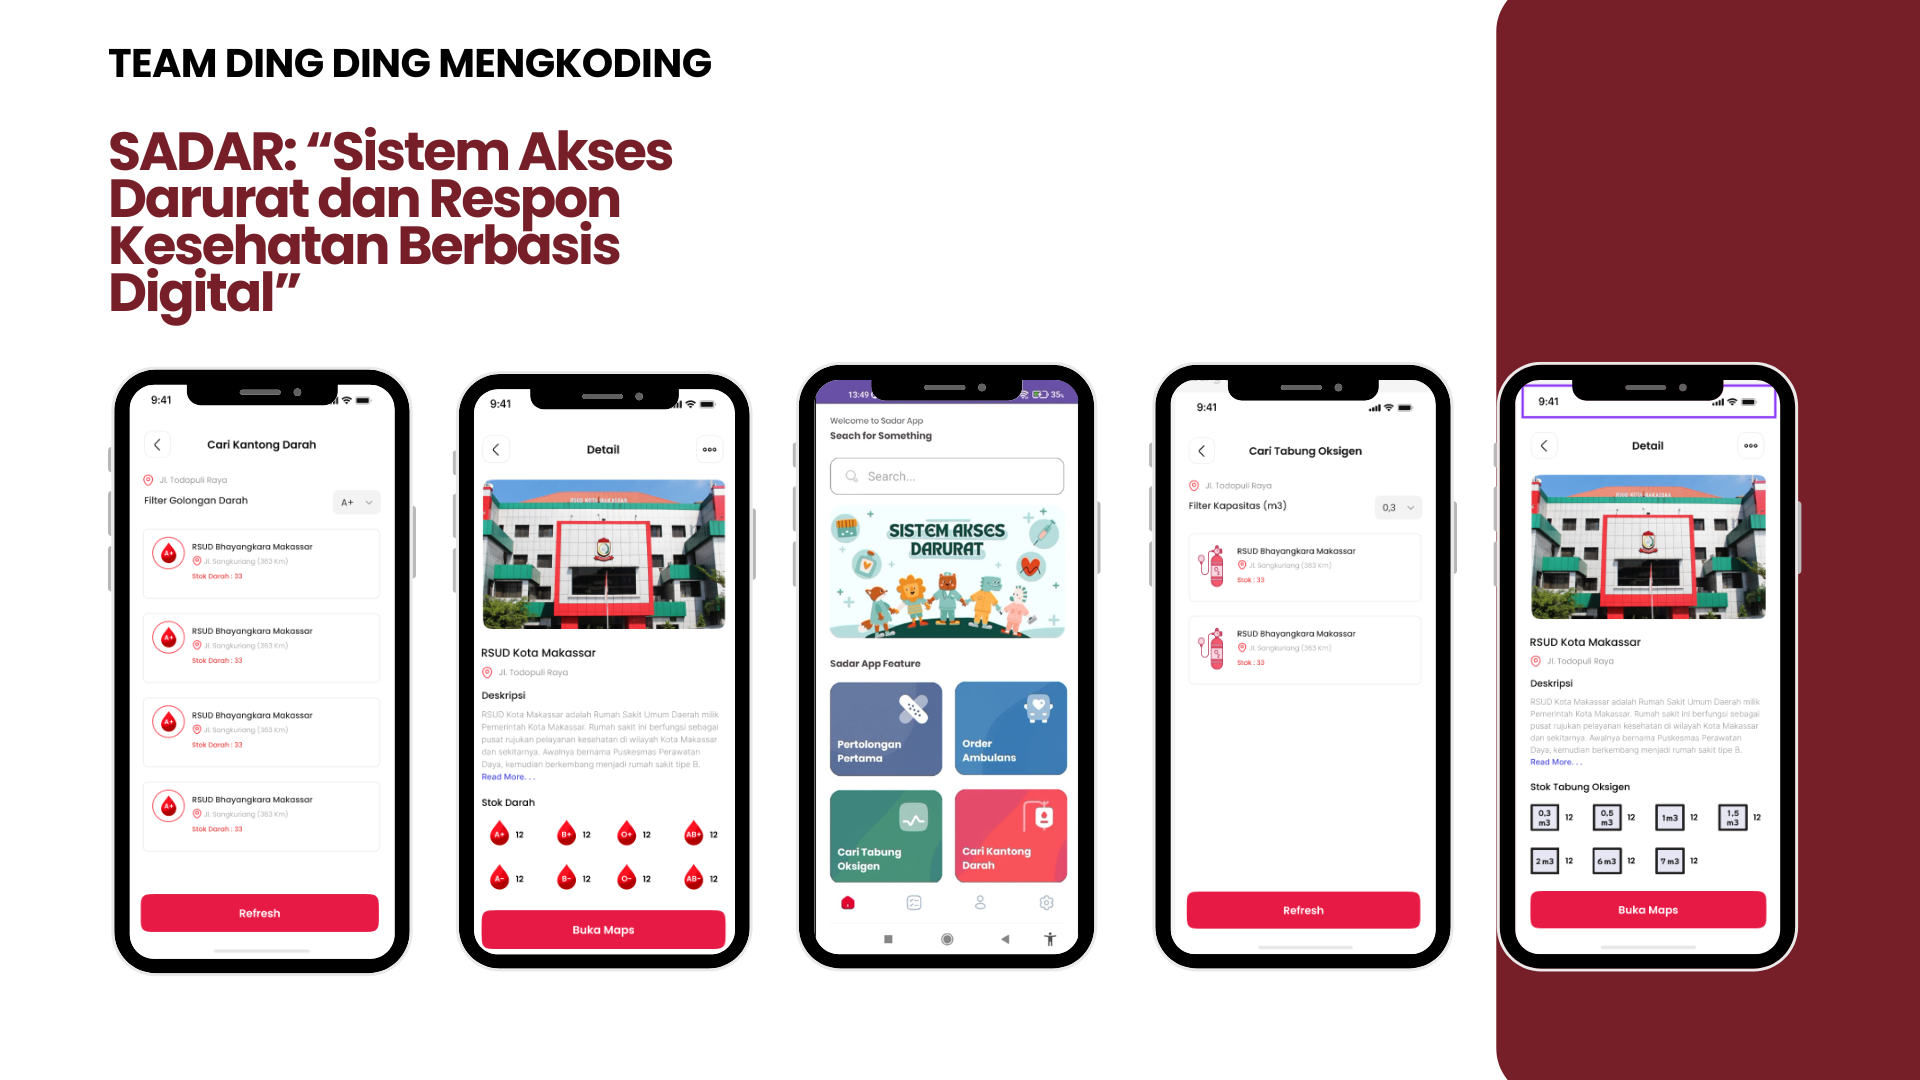 TEAM DING DING MENGKODING
SADAR: “Sistem Akses
Darurat dan Respon
Kesehatan Berbasis
Digital”
9:41
Cari Kantong Darah
Jl. Todopuli Raya
Filter Golongan Darah
A+
A+
RSUD Bhayangkara Makassar
Jl. Sangkuriang (363 Km)
Stok Darah : 33
A+
RSUD Bhayangkara Makassar
Jl. Sangkuriang (363 Km)
Stok Darah : 33
A+
RSUD Bhayangkara Makassar
Jl. Sangkuriang (363 Km)
Stok Darah : 33
A+
RSUD Bhayangkara Makassar
Jl. Sangkuriang (363 Km)
Stok Darah : 33
Refresh
9:41
Detail
RSUD KOTA MAKASSAR
RSUD Kota Makassar
Jl. Todopuli Raya
Deskripsi
RSUD Kota Makassar adalah Rumah Sakit Umum Daerah milik
Pemerintah Kota Makassar. Rumah sakit ini berfungsi sebagai
pusat rujukan pelayanan kesehatan di wilayah Kota Makassar
dan sekitarnya. Awalnya bernama Puskesmas Perawatan
Daya, kemudian berkembang menjadi rumah sakit tipe B.
Read More. . .
Stok Darah
A+ 12 B+ 12 O+ 12 AB+ 12
A- 12 B- 12 O- 12 AB- 12
Buka Maps
13:49
35%
Welcome to Sadar App
Seach for Something
Search...
SISTEM AKSES
DARURAT
Sadar App Feature
Pertolongan
Pertama
Order
Ambulans
Cari Tabung
Oksigen
Cari Kantong
Darah
9:41
Cari Tabung Oksigen
Jl. Todopuli Raya
Filter Kapasitas (m3)
0,3
RSUD Bhayangkara Makassar
Jl. Sangkuriang (363 Km)
Stok : 33
RSUD Bhayangkara Makassar
Jl. Sangkuriang (363 Km)
Stok : 33
Refresh
9:41
Detail
RSUD KOTA MAKASSAR
RSUD Kota Makassar
Jl. Todopuli Raya
Deskripsi
RSUD Kota Makassar adalah Rumah Sakit Umum Daerah milik
Pemerintah Kota Makassar. Rumah sakit ini berfungsi sebagai
pusat rujukan pelayanan kesehatan di wilayah Kota Makassar
dan sekitarnya. Awalnya bernama Puskesmas Perawatan
Daya, kemudian berkembang menjadi rumah sakit tipe B.
Read More. . .
Stok Tabung Oksigen
0,3 m3 12 0,5 m3 12 1m3 12 1,5 m3 12
2 m3 12 6 m3 12 7 m3 12
Buka Maps